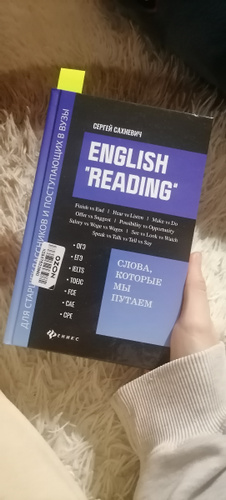 СЕРГЕЙ САХНЕВИЧ
ENGLISH
"READING"
Finish vs End / Hear vs Listen / Make vs Do
Offer vs Suggest / Possibility vs Opportunity
Salary vs Wage vs Wages / See vs Look vs Watch
Speak vs Talk vs Tell vs Say
• ОГЭ
• ЕГЭ
• IELTS
• TOEIC
• FCE
• CAE
• CPE
СЛОВА,
КОТОРЫЕ
МЫ
ПУТАЕМ
ФЕНИКС
ДЛЯ СТАРШЕКЛАССНИКОВ И ПОСТУПАЮЩИХ В ВУЗЫ
OZON